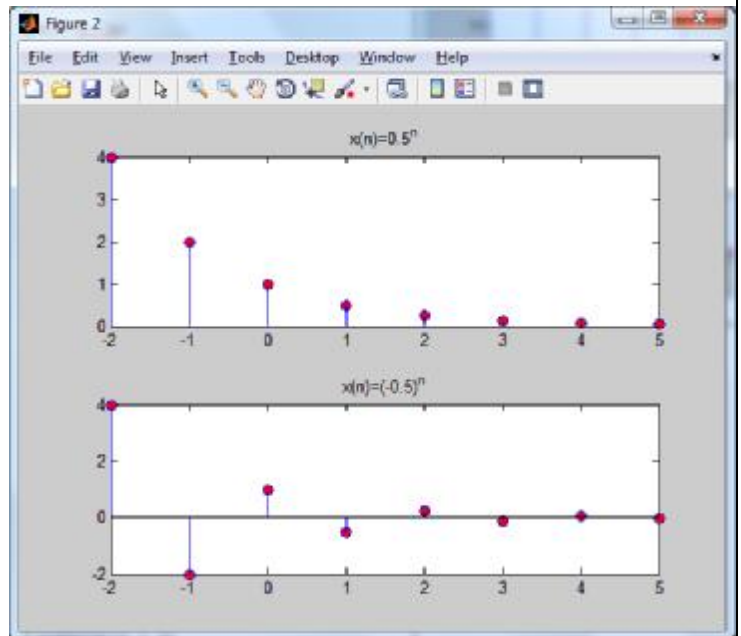 Figure 2
File Edit View Insert Tools Desktop Window Help
x(n)=0.5^n
4
3
2
1
0
-2 -1 0 1 2 3 4 5
x(n)=(-0.5)^n
4
2
0
-2
-2 -1 0 1 2 3 4 5